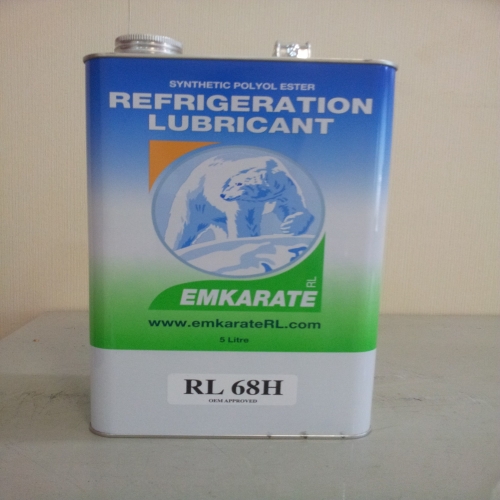 SYNTHETIC POLYOL ESTER
REFRIGERATION
LUBRICANT
EMKARATE RL
www.emkarateRL.com
5 Litre
RL 68H
OEM APPROVED